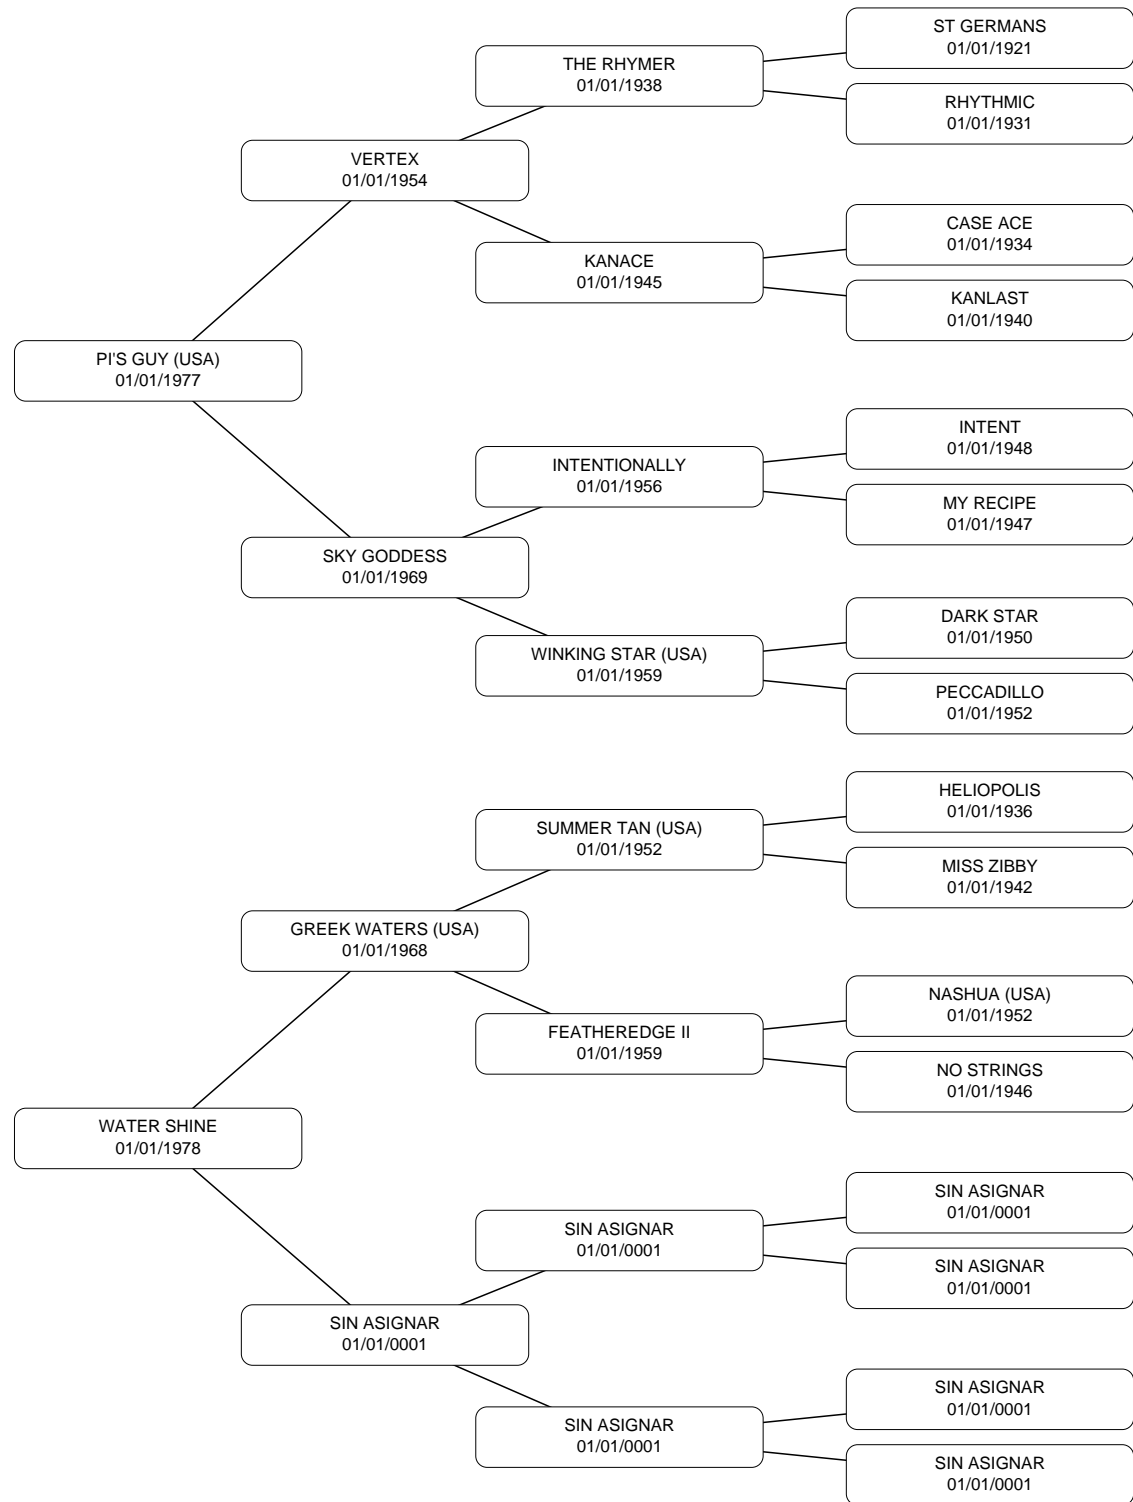 ST GERMANS
01/01/1921
THE RHYMER
01/01/1938
RHYTHMIC
01/01/1931
VERTEX
01/01/1954
CASE ACE
01/01/1934
KANACE
01/01/1945
KANLAST
01/01/1940
PI'S GUY (USA)
01/01/1977
INTENT
01/01/1948
INTENTIONALLY
01/01/1956
MY RECIPE
01/01/1947
SKY GODDESS
01/01/1969
DARK STAR
01/01/1950
WINKING STAR (USA)
01/01/1959
PECCADILLO
01/01/1952
HELIOPOLIS
01/01/1936
SUMMER TAN (USA)
01/01/1952
MISS ZIBBY
01/01/1942
GREEK WATERS (USA)
01/01/1968
NASHUA (USA)
01/01/1952
FEATHEREDGE II
01/01/1959
NO STRINGS
01/01/1946
WATER SHINE
01/01/1978
SIN ASIGNAR
01/01/0001
SIN ASIGNAR
01/01/0001
SIN ASIGNAR
01/01/0001
SIN ASIGNAR
01/01/0001
SIN ASIGNAR
01/01/0001
SIN ASIGNAR
01/01/0001
SIN ASIGNAR
01/01/0001